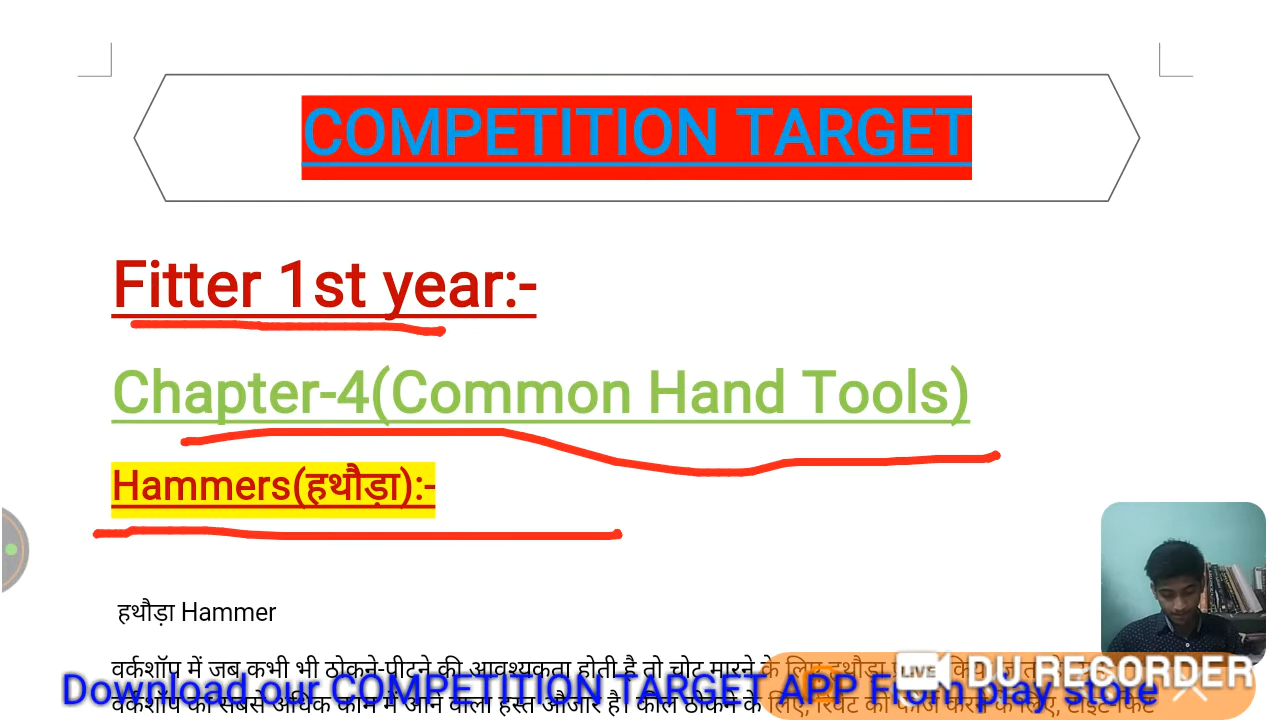 COMPETITION TARGET
Fitter 1st year:-
Chapter-4(Common Hand Tools)
Hammers(हथौड़ा):-
हथौड़ा Hammer
वर्कशॉप में जब कभी भी ठोकने-पीटने की आवश्यकता होती है तो चोट मारने के लिए हथौड़ा
Download our COMPETITION TARGET APP From play store
LIVE DU RECORDER
वर्कशॉप का सबसे अधिक काम में आने वाला हस्त औजार है। कील ठोकने के लिए, रिवेट को